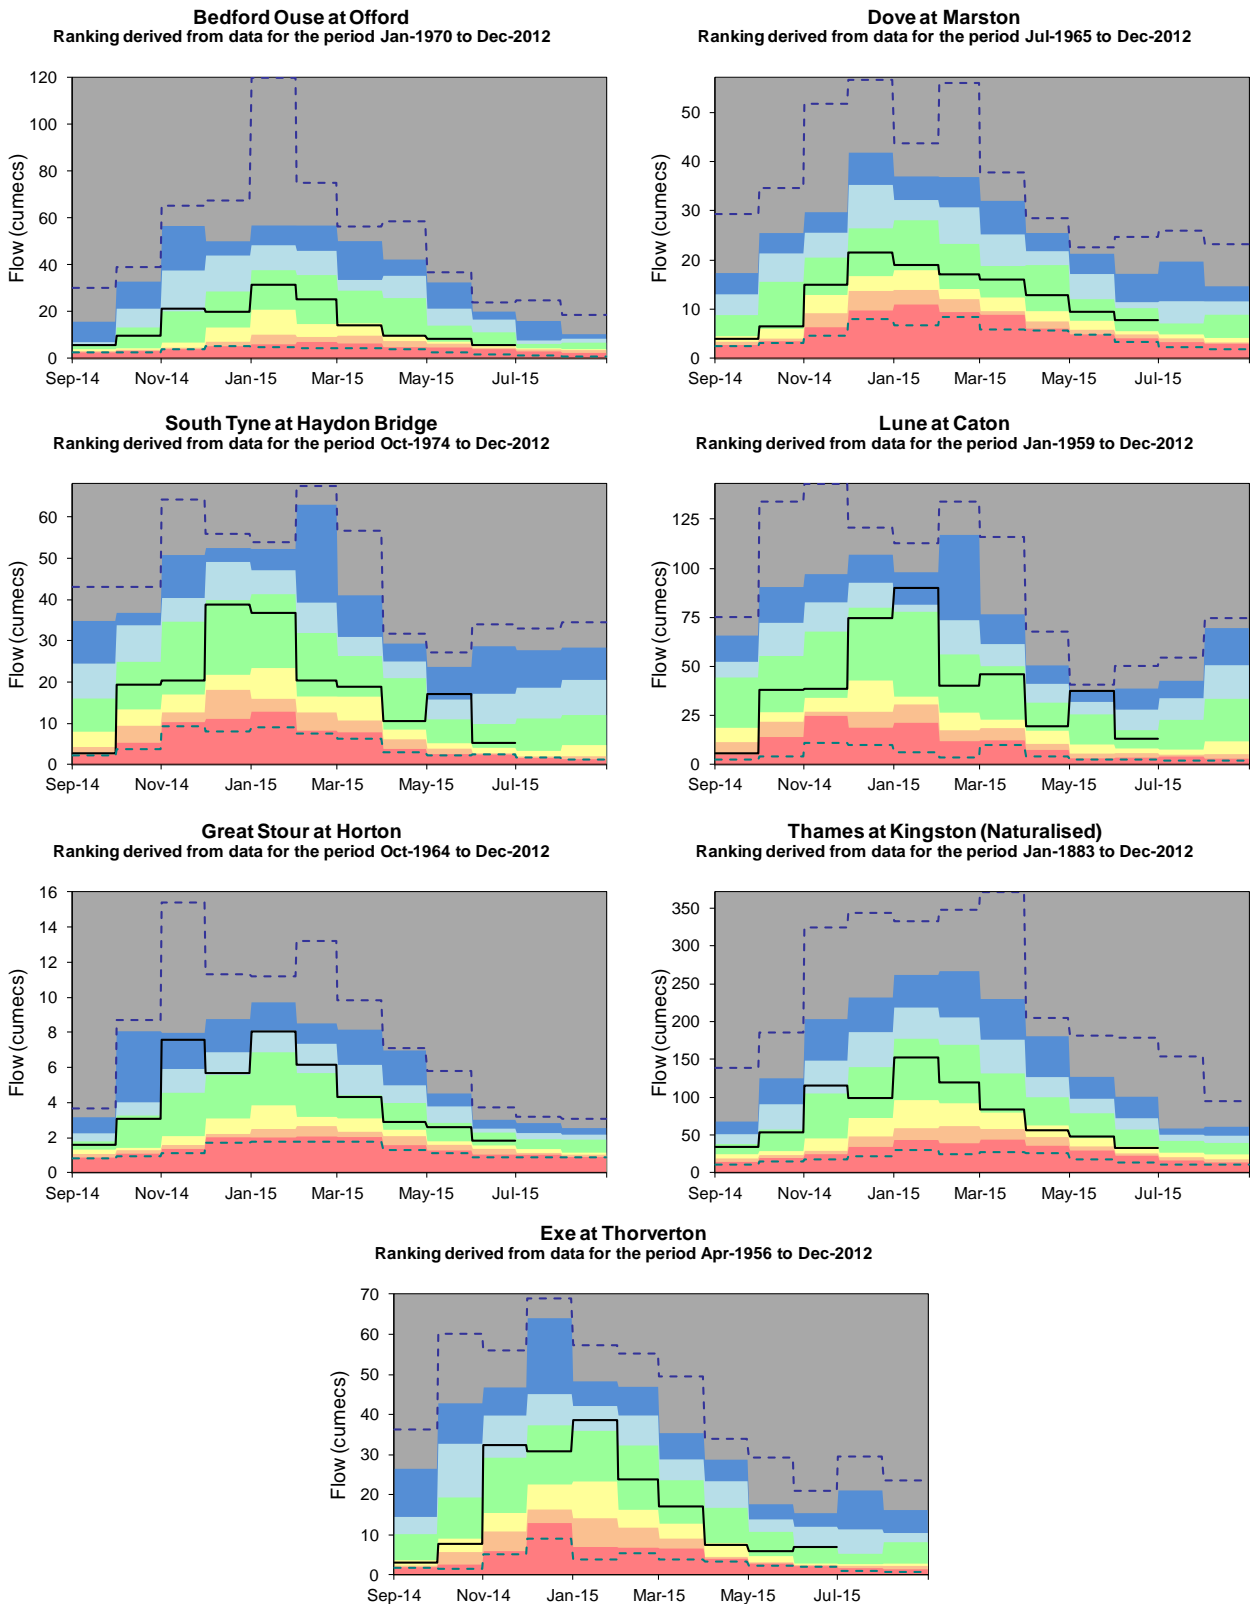 Bedford Ouse at Offord
Ranking derived from data for the period Jan-1970 to Dec-2012
Flow (cumecs)
120
100
80
60
40
20
0
Sep-14 Nov-14 Jan-15 Mar-15 May-15 Jul-15
Dove at Marston
Ranking derived from data for the period Jul-1965 to Dec-2012
Flow (cumecs)
50
40
30
20
10
0
Sep-14 Nov-14 Jan-15 Mar-15 May-15 Jul-15
South Tyne at Haydon Bridge
Ranking derived from data for the period Oct-1974 to Dec-2012
Flow (cumecs)
60
50
40
30
20
10
0
Sep-14 Nov-14 Jan-15 Mar-15 May-15 Jul-15
Lune at Caton
Ranking derived from data for the period Jan-1959 to Dec-2012
Flow (cumecs)
125
100
75
50
25
0
Sep-14 Nov-14 Jan-15 Mar-15 May-15 Jul-15
Great Stour at Horton
Ranking derived from data for the period Oct-1964 to Dec-2012
Flow (cumecs)
16
14
12
10
8
6
4
2
0
Sep-14 Nov-14 Jan-15 Mar-15 May-15 Jul-15
Thames at Kingston (Naturalised)
Ranking derived from data for the period Jan-1883 to Dec-2012
Flow (cumecs)
350
300
250
200
150
100
50
0
Sep-14 Nov-14 Jan-15 Mar-15 May-15 Jul-15
Exe at Thorverton
Ranking derived from data for the period Apr-1956 to Dec-2012
Flow (cumecs)
70
60
50
40
30
20
10
0
Sep-14 Nov-14 Jan-15 Mar-15 May-15 Jul-15